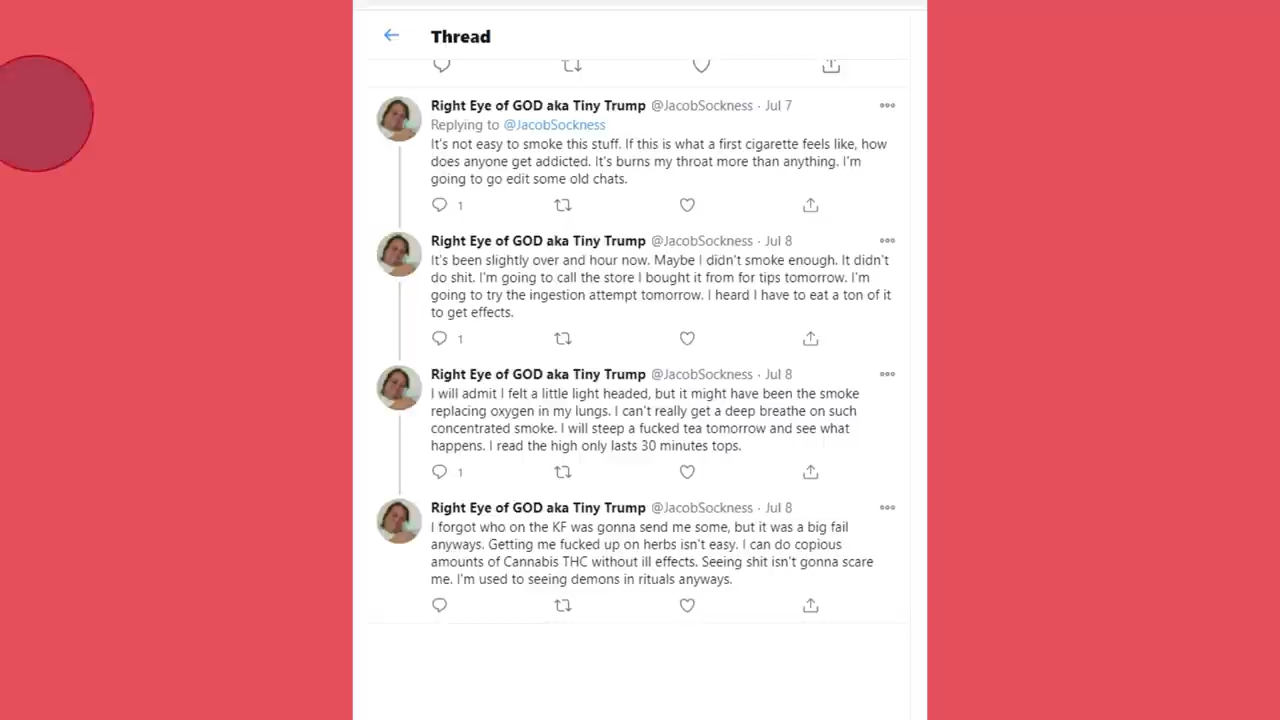 Thread
Right Eye of GOD aka Tiny Trump @JacobSockness · Jul 7
Replying to @JacobSockness
It's not easy to smoke this stuff. If this is what a first cigarette feels like, how
does anyone get addicted. It's burns my throat more than anything. I'm
going to go edit some old chats.
1
Right Eye of GOD aka Tiny Trump @JacobSockness · Jul 8
It's been slightly over and hour now. Maybe I didn't smoke enough. It didn't
do shit. I'm going to call the store I bought it from for tips tomorrow. I'm
going to try the ingestion attempt tomorrow. I heard I have to eat a ton of it
to get effects.
1
Right Eye of GOD aka Tiny Trump @JacobSockness · Jul 8
I will admit I felt a little light headed, but it might have been the smoke
replacing oxygen in my lungs. I can't really get a deep breathe on such
concentrated smoke. I will steep a fucked tea tomorrow and see what
happens. I read the high only lasts 30 minutes tops.
1
Right Eye of GOD aka Tiny Trump @JacobSockness · Jul 8
I forgot who on the KF was gonna send me some, but it was a big fail
anyways. Getting me fucked up on herbs isn't easy. I can do copious
amounts of Cannabis THC without ill effects. Seeing shit isn't gonna scare
me. I'm used to seeing demons in rituals anyways.